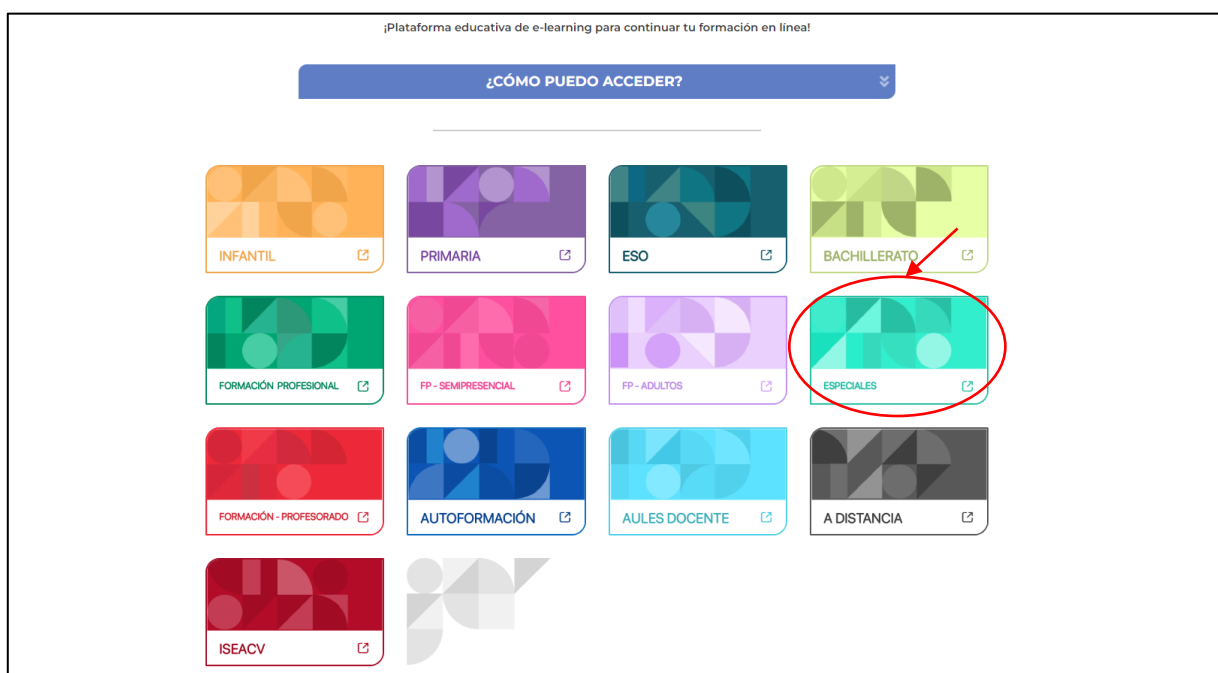 ¡Plataforma educativa de e-learning para continuar tu formación en línea!
¿CÓMO PUEDO ACCEDER?
INFANTIL
PRIMARIA
ESO
BACHILLERATO
FORMACIÓN PROFESIONAL
FP - SEMIPRESENCIAL
FP - ADULTOS
ESPECIALES
FORMACIÓN - PROFESORADO
AUTOFORMACIÓN
AULES DOCENTE
A DISTANCIA
ISEACV